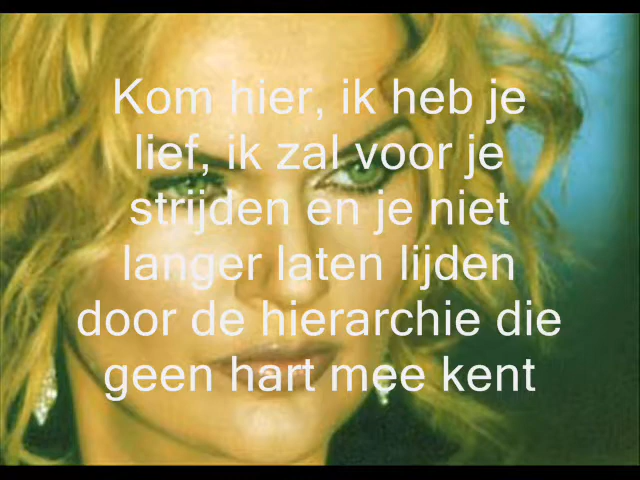 Kom hier, ik heb je
lief, ik zal voor je
strijden en je niet
langer laten lijden
door de hierarchie die
geen hart mee kent